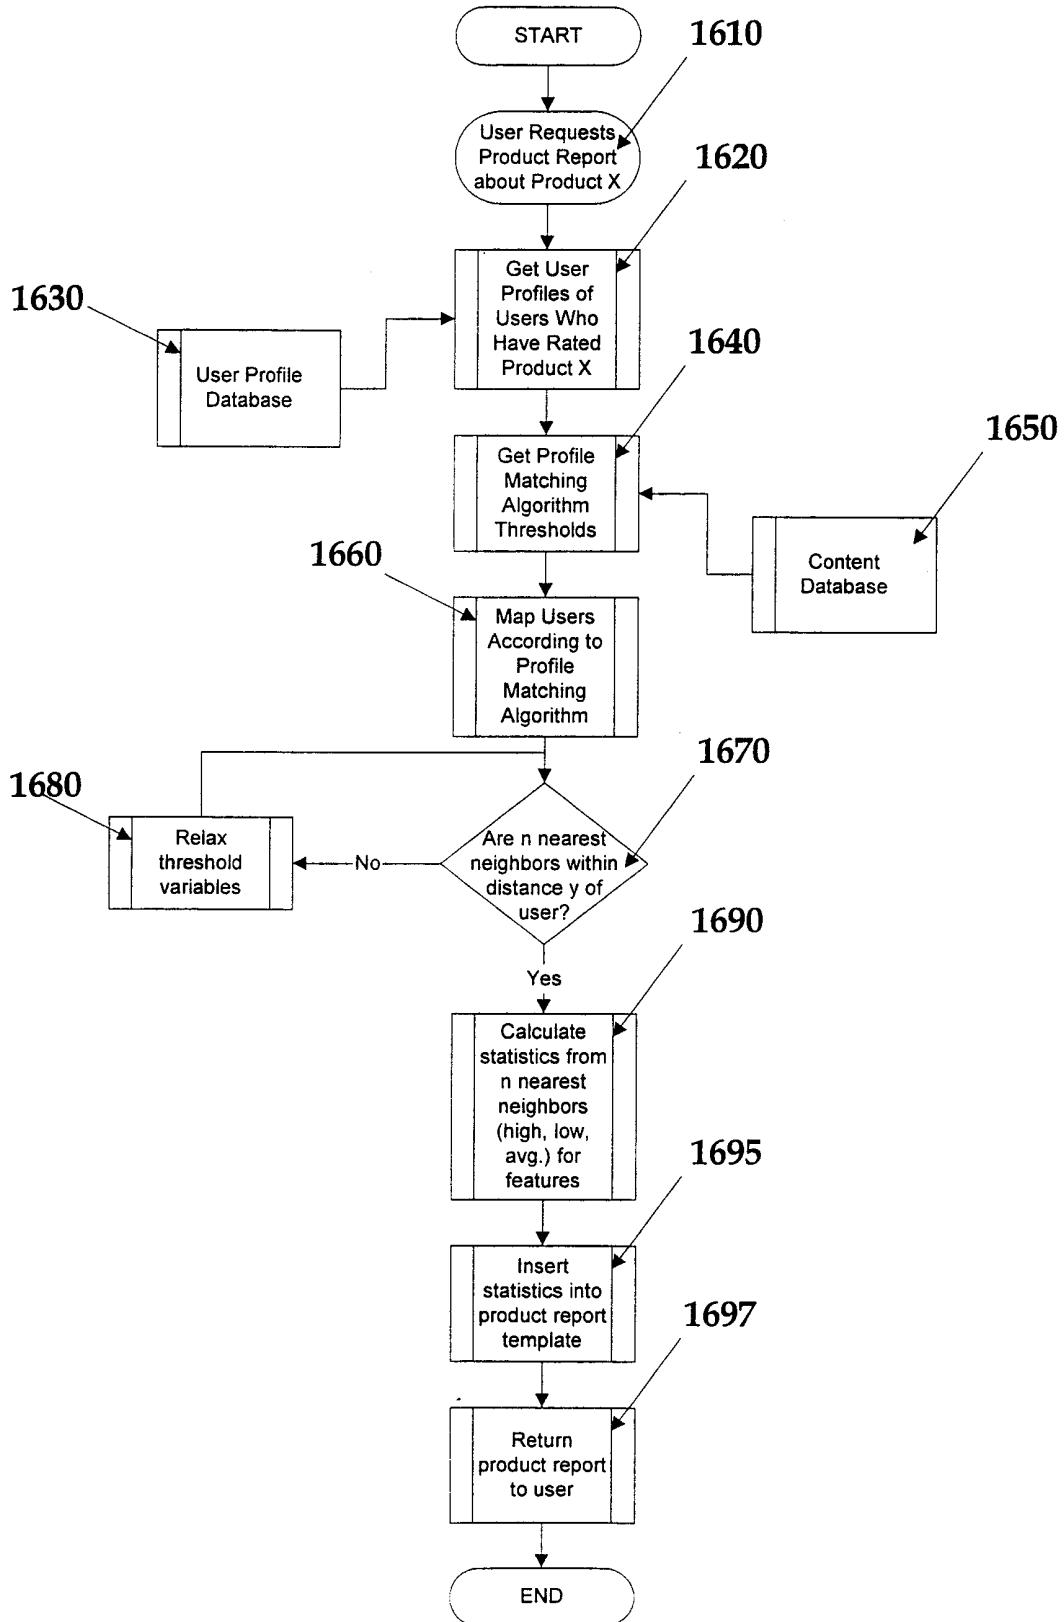 START
1610
User Requests
Product Report
about Product X
1620
Get User
Profiles of
Users Who
Have Rated
Product X
1630
User Profile
Database
1640
Get Profile
Matching
Algorithm
Thresholds
1650
Content
Database
1660
Map Users
According to
Profile
Matching
Algorithm
1670
Are n nearest
neighbors within
distance y of
user?
1680
Relax
threshold
variables
No
Yes
1690
Calculate
statistics from
n nearest
neighbors
(high, low,
avg.) for
features
1695
Insert
statistics into
product report
template
1697
Return
product report
to user
END